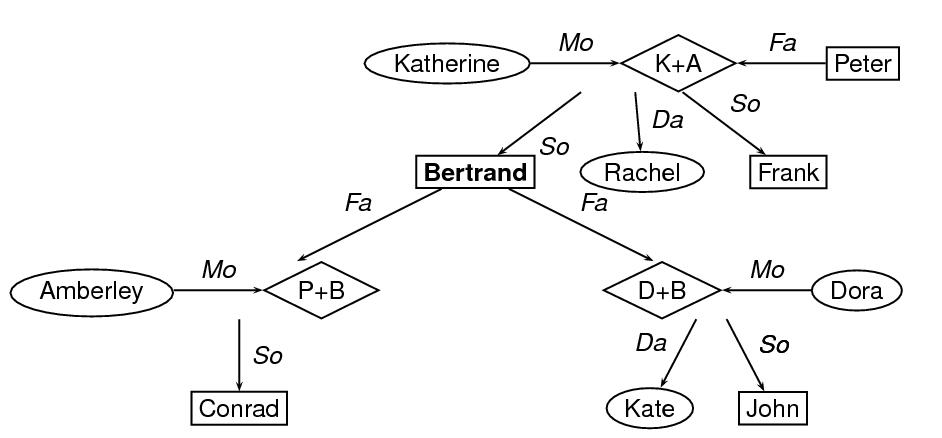 Mo
Fa
Katherine
K+A
Peter
So
Da
So
Bertrand
Rachel
Frank
Fa
Fa
Mo
Mo
Amberley
P+B
D+B
Dora
So
Da
So
Conrad
Kate
John